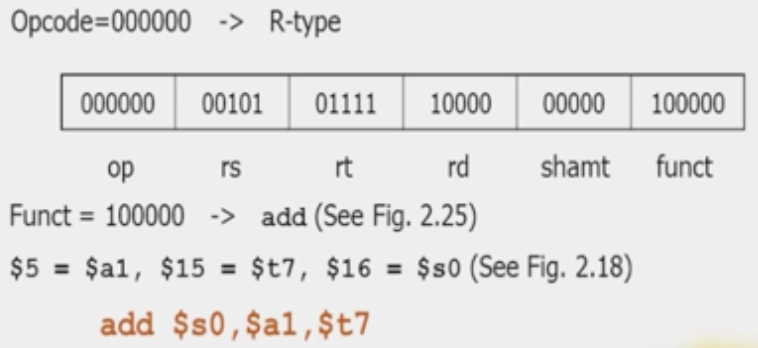 Opcode=000000 -> R-type
000000 00101 01111 10000 00000 100000
op rs rt rd shamt funct
Funct = 100000 -> add (See Fig. 2.25)
$5 = $a1, $15 = $t7, $16 = $s0 (See Fig. 2.18)
add $s0,$a1,$t7